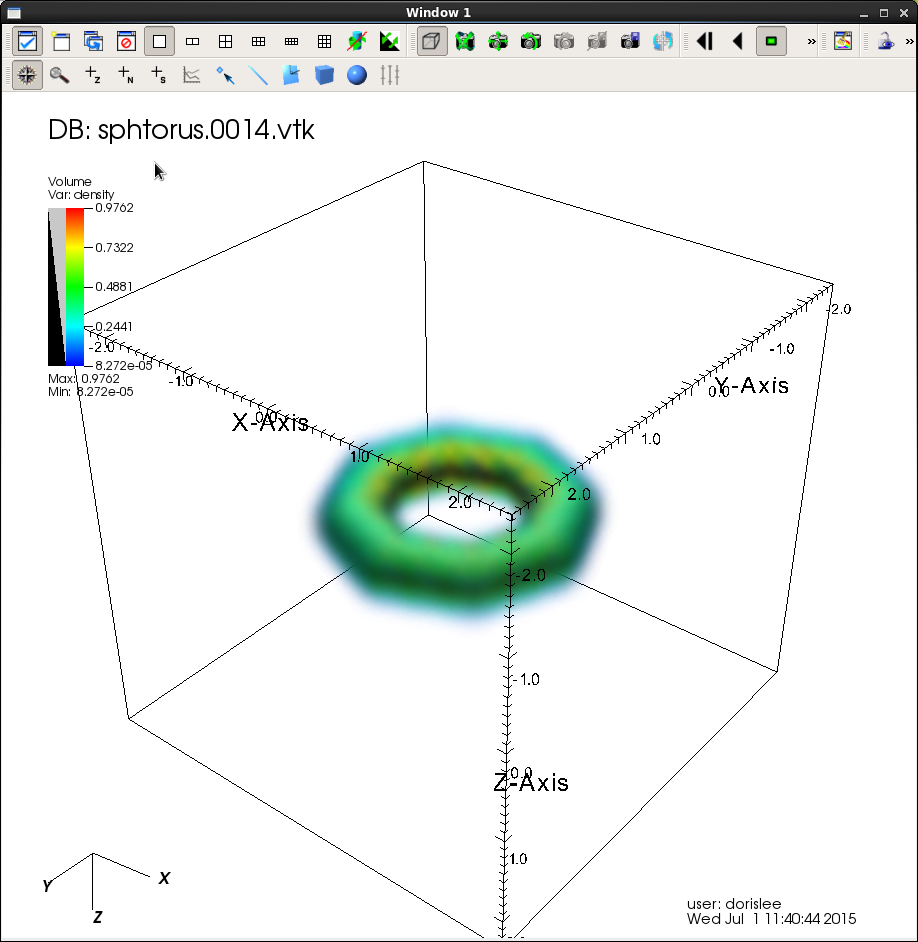 Window 1
DB: sphtorus.0014.vtk
Volume
Var: density
0.9762
0.7322
0.4881
0.2441
8.272e-05
Max: 0.9762
Min: 8.272e-05
-2.0
-1.0
0.0
X-Axis
1.0
2.0
-2.0
-1.0
0.0
Y-Axis
1.0
2.0
-2.0
-1.0
0.0
Z-Axis
1.0
Y
X
Z
user: dorislee
Wed Jul 1 11:40:44 2015